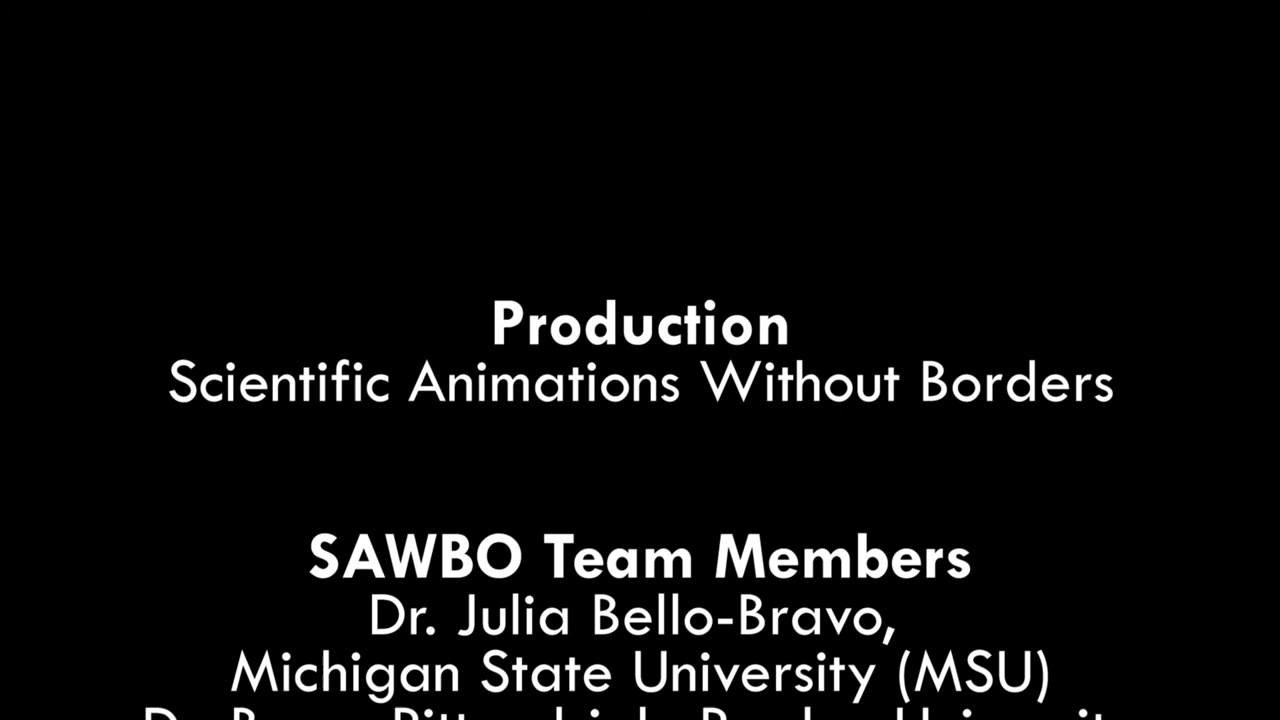 Production
Scientific Animations Without Borders
SAWBO Team Members
Dr. Julia Bello-Bravo,
Michigan State University (MSU)